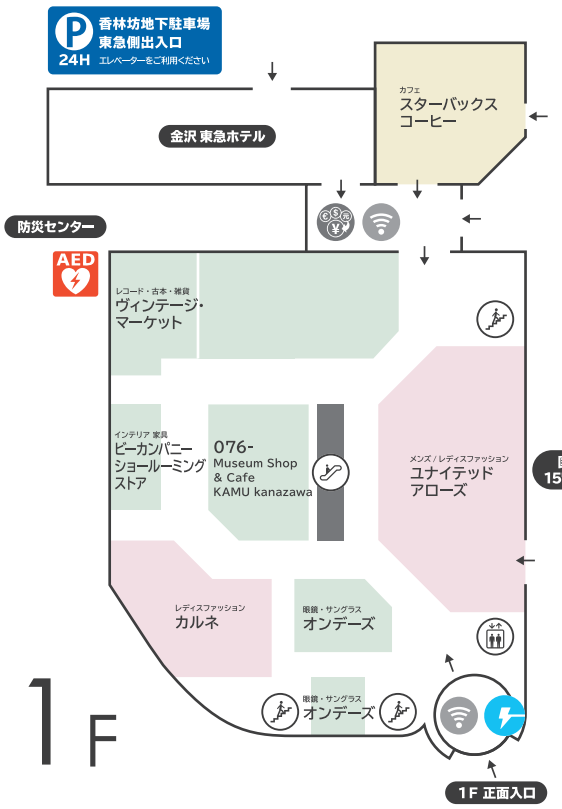 P
香林坊地下駐車場
東急側出入口
24H
エレベーターをご利用ください
カフェ
スターバックス
コーヒー
金沢 東急ホテル
防災センター
AED
€ $ 元
¥
レコード・古本・雑貨
ヴィンテージ・
マーケット
インテリア 家具
ビーカンパニー
ショールーミング
ストア
076-
Museum Shop
& Cafe
KAMU kanazawa
メンズ / レディスファッション
ユナイテッド
アローズ
15
レディスファッション
カルネ
眼鏡・サングラス
オンデーズ
眼鏡・サングラス
オンデーズ
1F
1F 正面入口